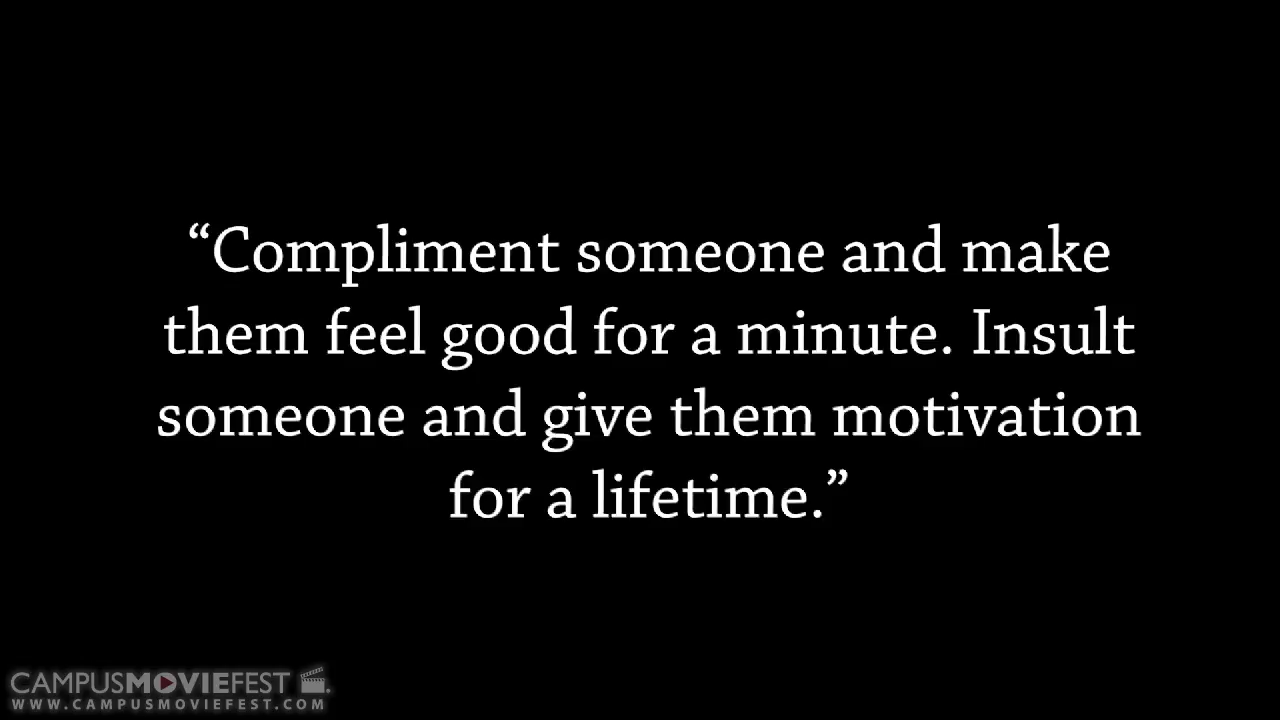 “Compliment someone and make
them feel good for a minute. Insult
someone and give them motivation
for a lifetime.”
CAMPUSMOVIEFEST
WWW.CAMPUSMOVIEFEST.COM